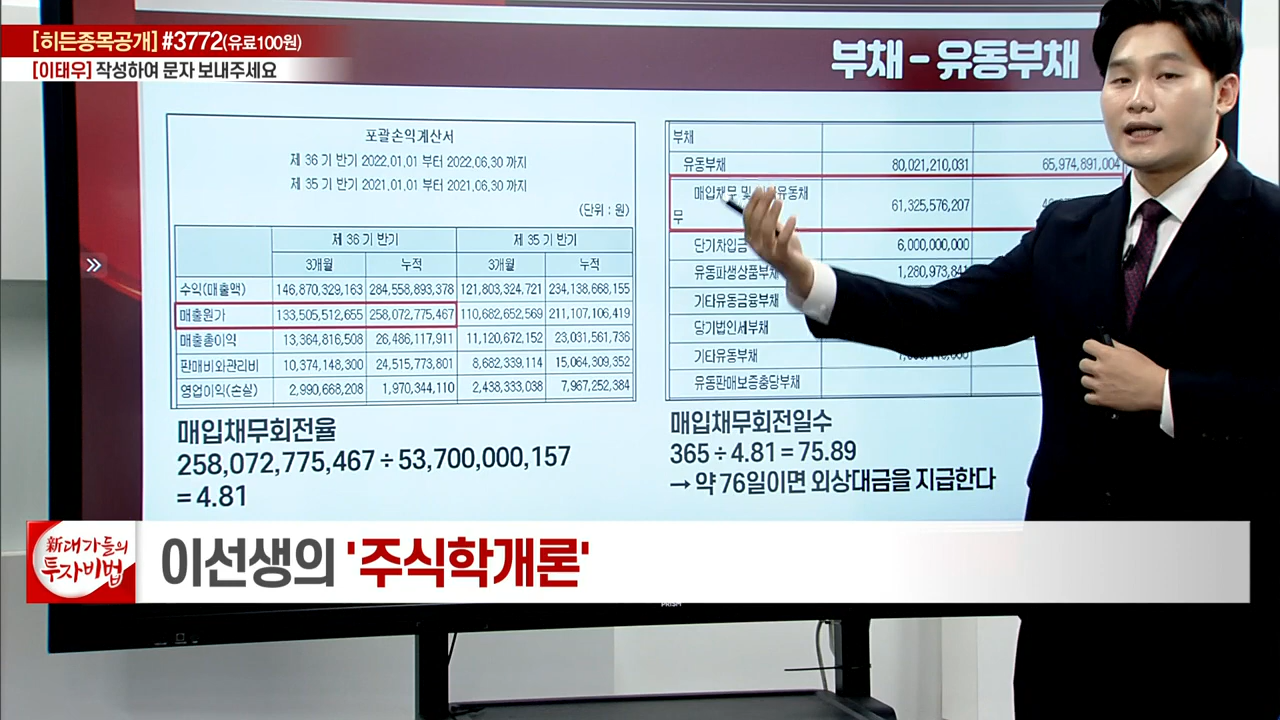 [히든종목공개] #3772(유료100원)
[이태우] 작성하여 문자 보내주세요
부채 - 유동부채
포괄손익계산서
제 36 기 반기 2022.01.01 부터 2022.06.30 까지
제 35 기 반기 2021.01.01 부터 2021.06.30 까지
(단위 : 원)
제 36 기 반기 제 35 기 반기
3개월 누적 3개월 누적
수익(매출액) 146,870,329,163 284,558,893,378 121,803,324,721 234,138,668,155
매출원가 133,505,512,655 258,072,775,467 110,682,652,569 211,107,106,419
매출총이익 13,364,816,508 26,486,117,911 11,120,672,152 23,031,561,736
판매비와관리비 10,374,148,300 24,515,773,801 8,682,339,114 15,064,309,352
영업이익(손실) 2,990,668,208 1,970,344,110 2,438,333,038 7,967,252,384
부채
유동부채 80,021,210,031 65,974,891,004
매입채무 및 유동채
무 61,325,576,207
단기차입금 6,000,000,000
유동파생상품부채 1,280,973,841
기타유동금융부채
당기법인세부채
기타유동부채
유동판매보증충당부채
매입채무회전율
258,072,775,467 ÷ 53,700,000,157
= 4.81
매입채무회전일수
365 ÷ 4.81 = 75.89
→ 약 76일이면 외상대금을 지급한다
新대가들의
투자비법
이선생의 '주식학개론'
PRISM